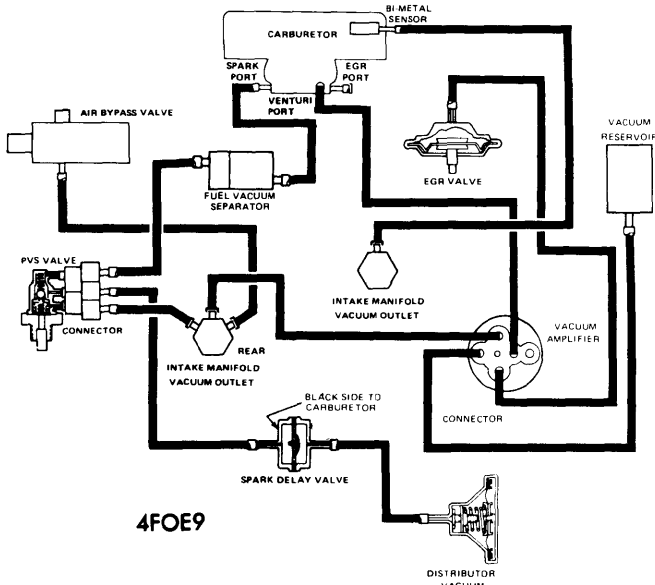 BI-METAL
SENSOR
CARBURETOR
SPARK
PORT
EGR
PORT
VENTURI
PORT
AIR BYPASS VALVE
VACUUM
RESERVOIR
EGR VALVE
FUEL VACUUM
SEPARATOR
PVS VALVE
CONNECTOR
INTAKE MANIFOLD
VACUUM OUTLET
REAR
INTAKE MANIFOLD
VACUUM OUTLET
VACUUM
AMPLIFIER
BLACK SIDE TO
CARBURETOR
CONNECTOR
SPARK DELAY VALVE
4FOE9
DISTRIBUTOR
VACUUM